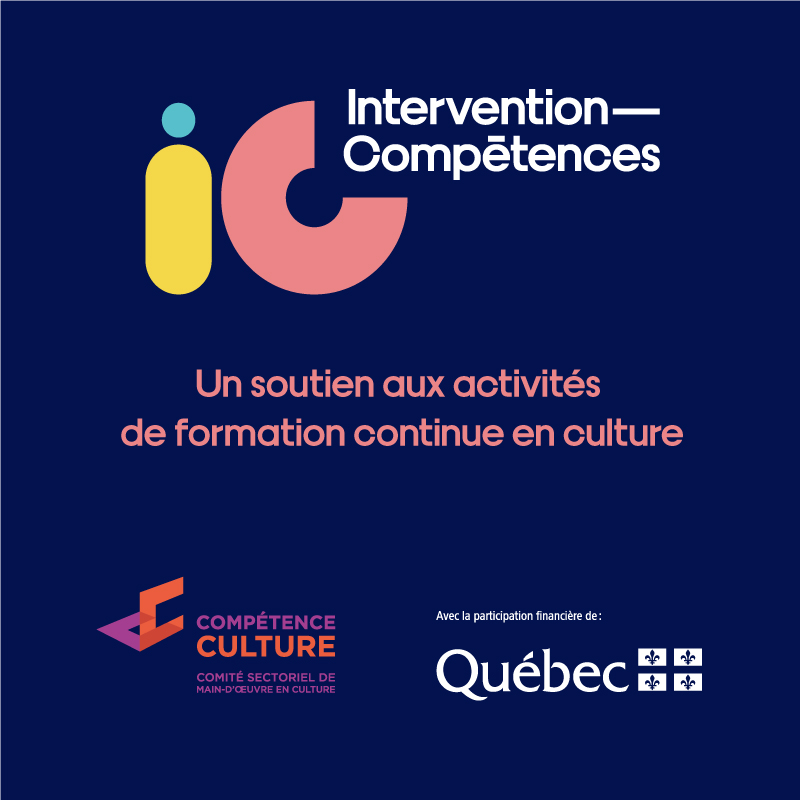 Intervention—
Compētences
Un soutien aux activités
de formation continue en culture
COMPÉTENCE
CULTURE
COMITÉ SECTORIEL DE
MAIN-D'ŒUVRE EN CULTURE
Avec la participation financière de :
Québec